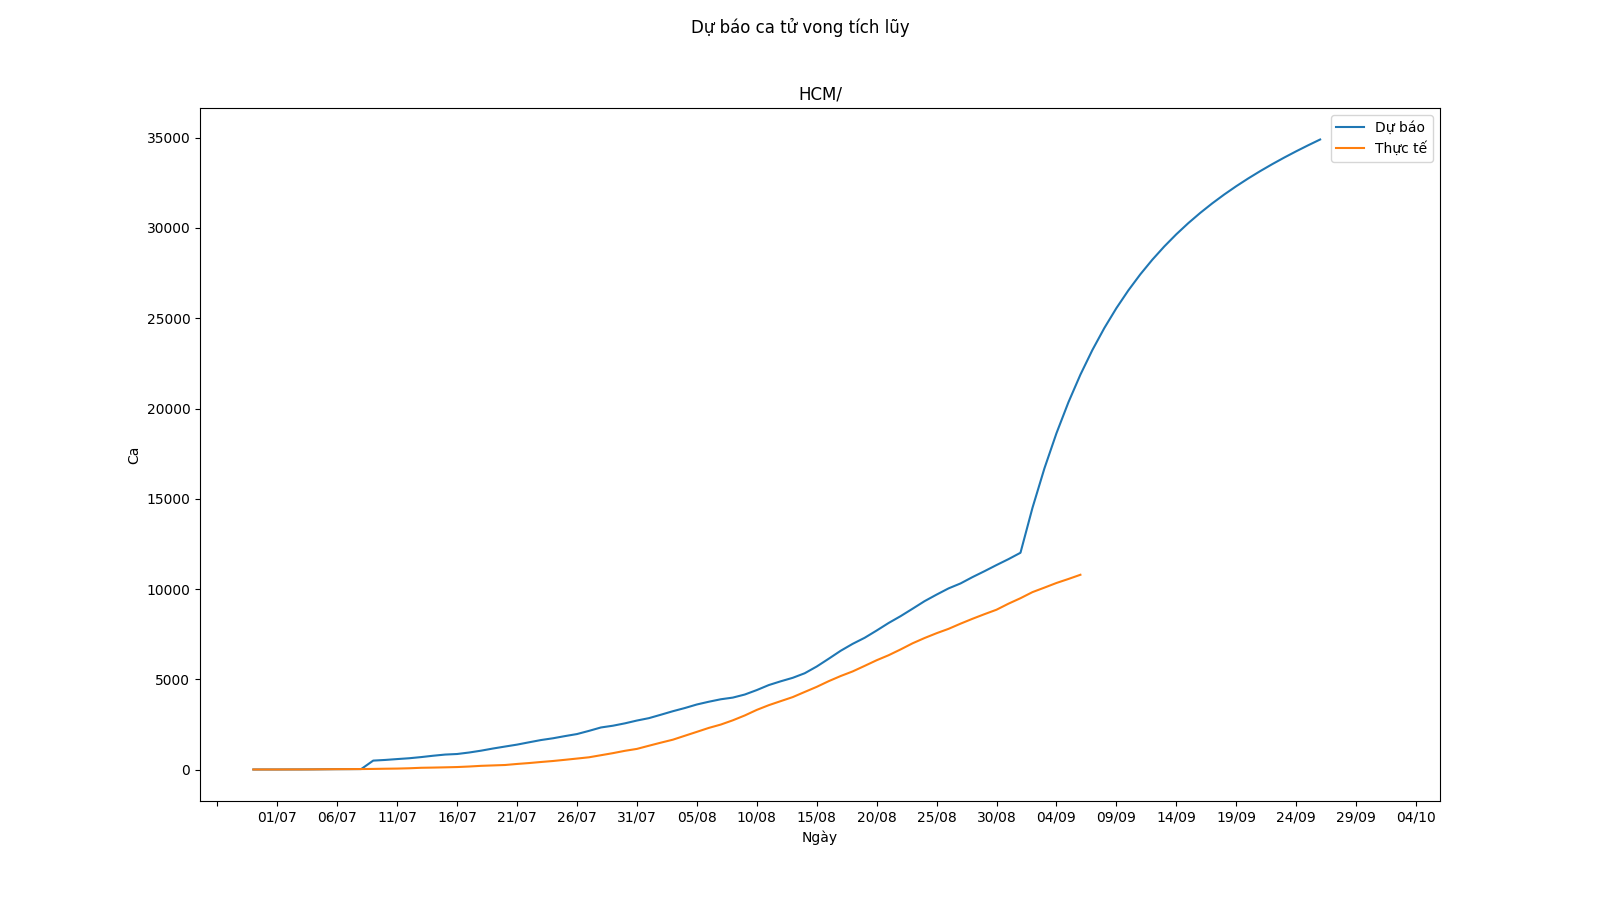 Dự báo ca tử vong tích lũy
HCM/
Dự báo
Thực tế
35000
30000
25000
20000
15000
10000
5000
0
Ca
01/07 06/07 11/07 16/07 21/07 26/07 31/07 05/08 10/08 15/08 20/08 25/08 30/08 04/09 09/09 14/09 19/09 24/09 29/09 04/10
Ngày